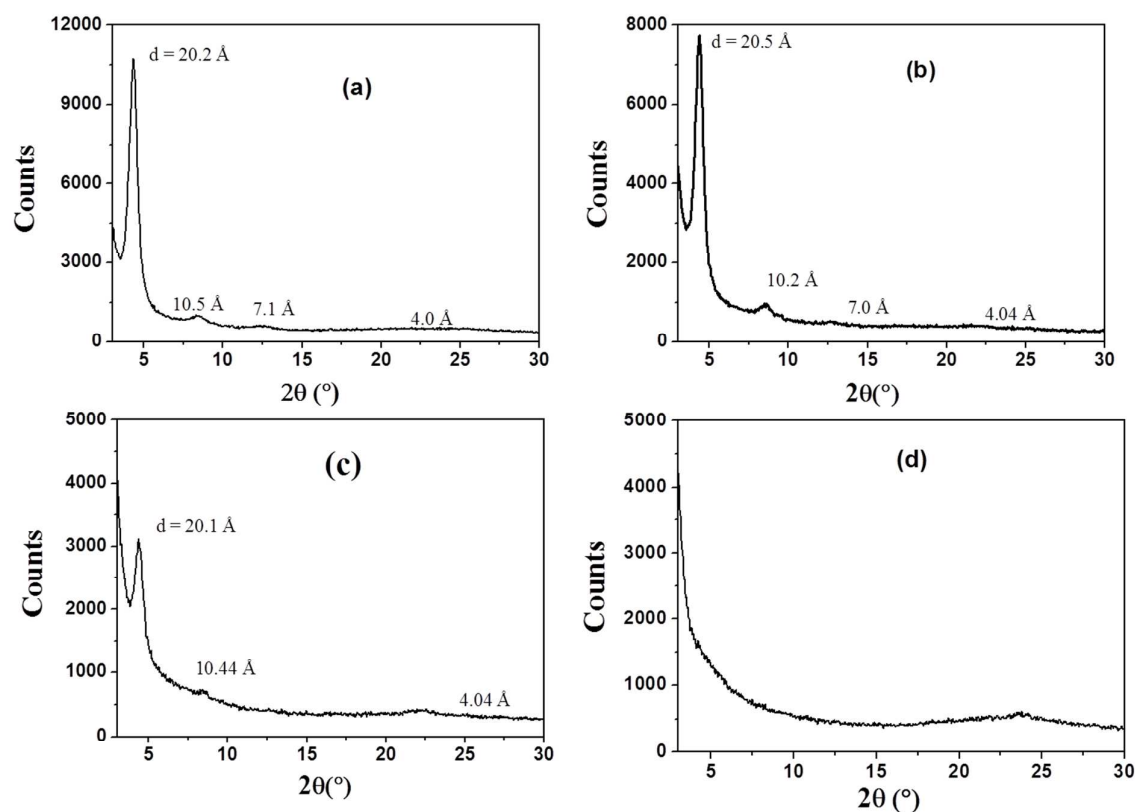 12000
9000
6000
3000
0
Counts
d = 20.2 Å
(a)
10.5 Å
7.1 Å
4.0 Å
5 10 15 20 25 30
2θ (°)
8000
6000
4000
2000
0
Counts
d = 20.5 Å
(b)
10.2 Å
7.0 Å
4.04 Å
5 10 15 20 25 30
2θ(°)
5000
4000
3000
2000
1000
0
Counts
(c)
d = 20.1 Å
10.44 Å
4.04 Å
5 10 15 20 25 30
2θ(°)
5000
4000
3000
2000
1000
0
Counts
(d)
5 10 15 20 25 30
2θ (°)